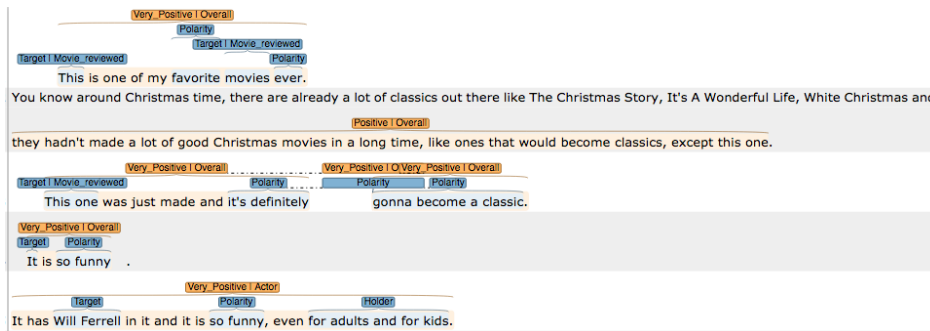 Very_Positive | Overall
Polarity
Target | Movie_reviewed
Target | Movie_reviewed Polarity
This is one of my favorite movies ever.
You know around Christmas time, there are already a lot of classics out there like The Christmas Story, It's A Wonderful Life, White Christmas and
Positive | Overall
they hadn't made a lot of good Christmas movies in a long time, like ones that would become classics, except this one.
Very_Positive | Overall Very_Positive | O Very_Positive | Overall
Target | Movie_reviewed Polarity Polarity Polarity
This one was just made and it's definitely gonna become a classic.
Very_Positive | Overall
Target Polarity
It is so funny .
Very_Positive | Actor
Target Polarity Holder
It has Will Ferrell in it and it is so funny, even for adults and for kids.